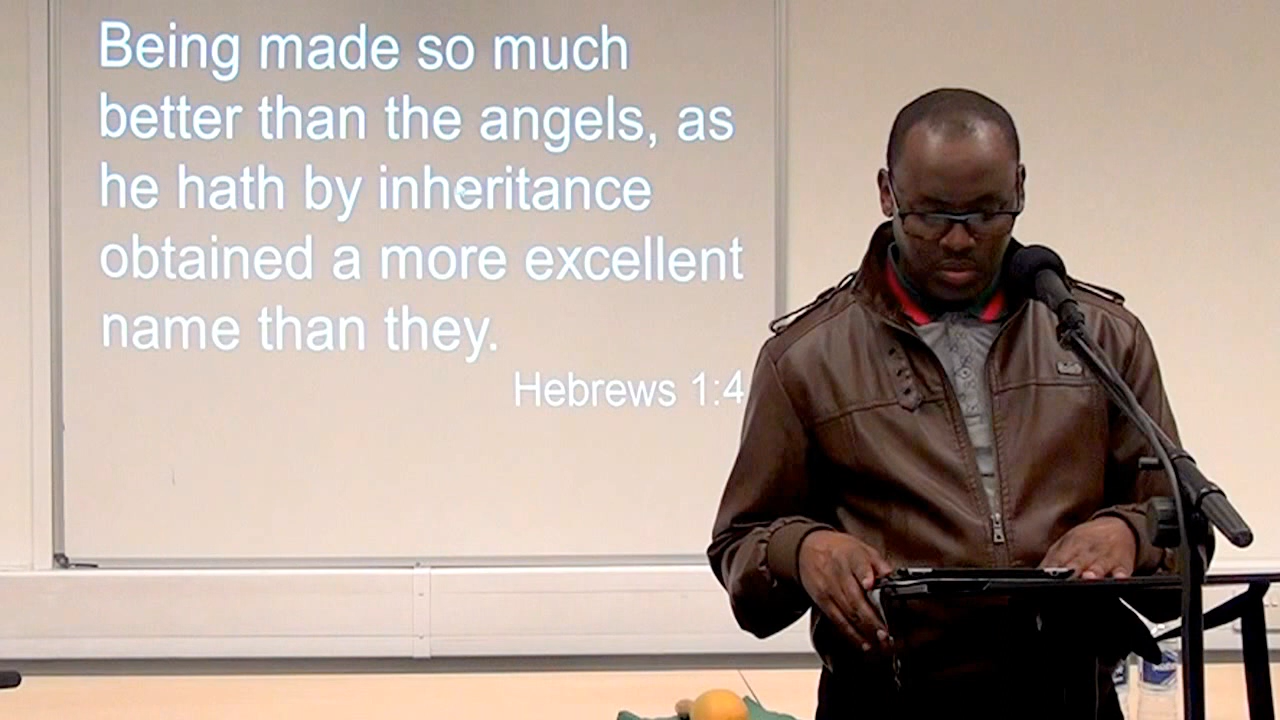 Being made so much
better than the angels, as
he hath by inheritance
obtained a more excellent
name than they.
Hebrews 1:4